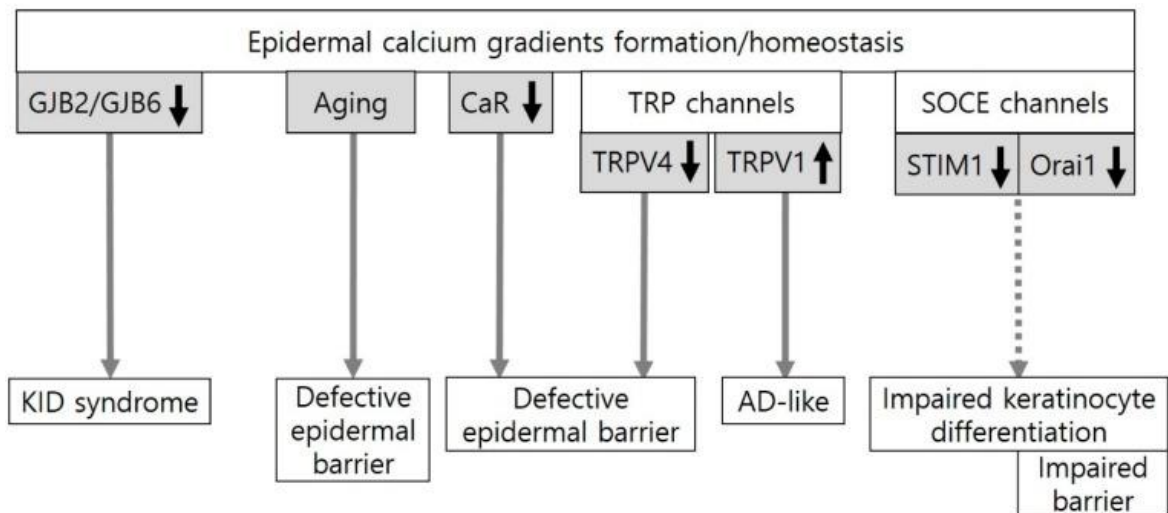 Epidermal calcium gradients formation/homeostasis
GJB2/GJB6
Aging
CaR
TRP channels
SOCE channels
TRPV4
TRPV1
STIM1
Orai1
KID syndrome
Defective
epidermal
barrier
Defective
epidermal barrier
AD-like
Impaired keratinocyte
differentiation
Impaired
barrier